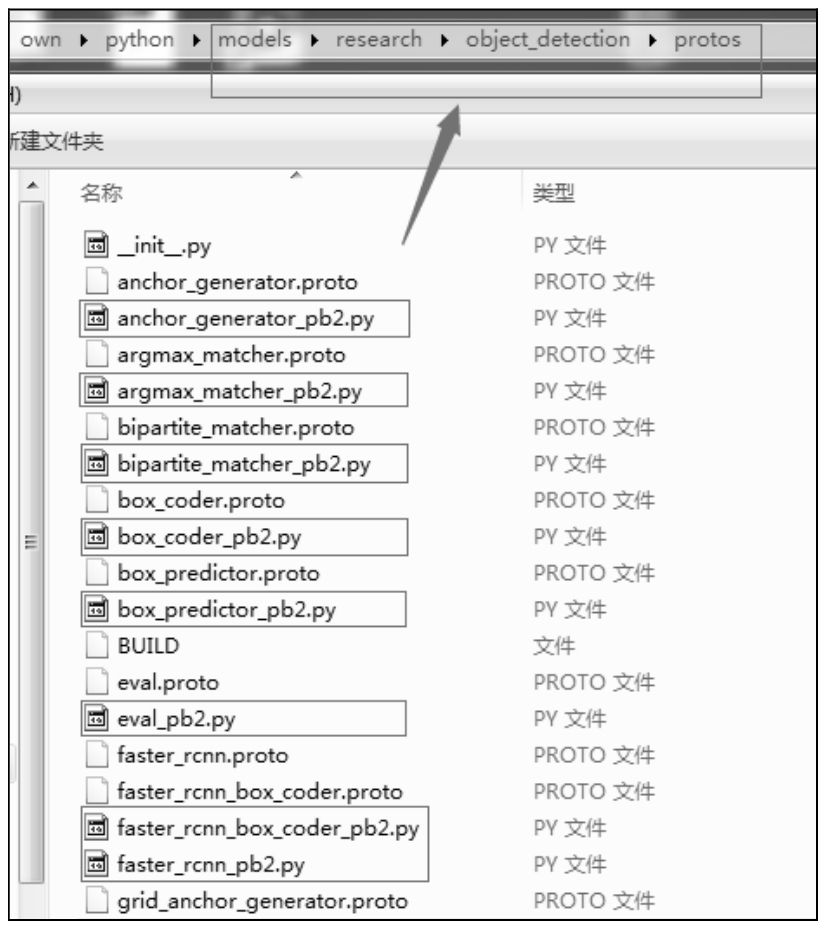 own ▸ python ▸ models ▸ research ▸ object_detection ▸ protos
H)
新建文件夹
名称 类型
__init__.py PY 文件
anchor_generator.proto PROTO 文件
anchor_generator_pb2.py PY 文件
argmax_matcher.proto PROTO 文件
argmax_matcher_pb2.py PY 文件
bipartite_matcher.proto PROTO 文件
bipartite_matcher_pb2.py PY 文件
box_coder.proto PROTO 文件
box_coder_pb2.py PY 文件
box_predictor.proto PROTO 文件
box_predictor_pb2.py PY 文件
BUILD 文件
eval.proto PROTO 文件
eval_pb2.py PY 文件
faster_rcnn.proto PROTO 文件
faster_rcnn_box_coder.proto PROTO 文件
faster_rcnn_box_coder_pb2.py PY 文件
faster_rcnn_pb2.py PY 文件
grid_anchor_generator.proto PROTO 文件